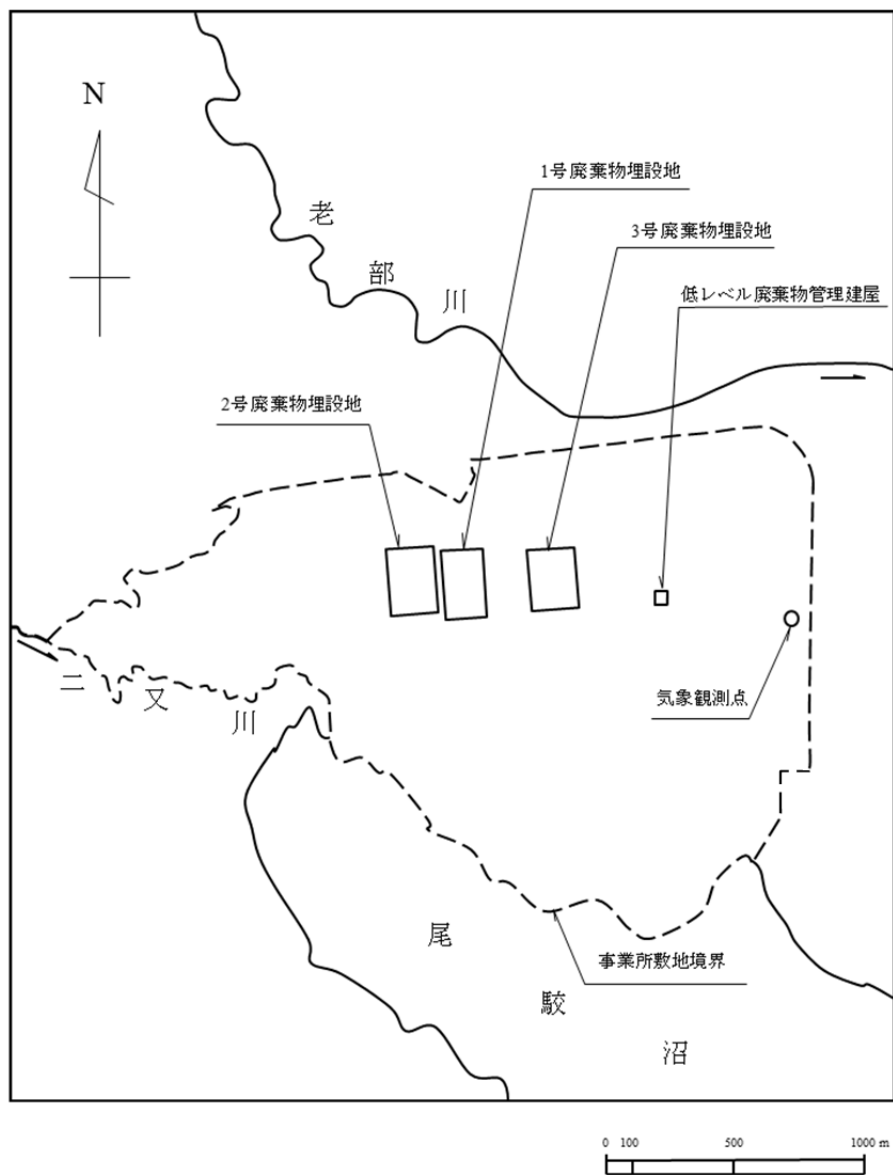 N
1号廃棄物埋設地
老部川
3号廃棄物埋設地
低レベル廃棄物管理建屋
2号廃棄物埋設地
二又川
気象観測点
尾駮沼
事業所敷地境界
0 100 500 1000 m